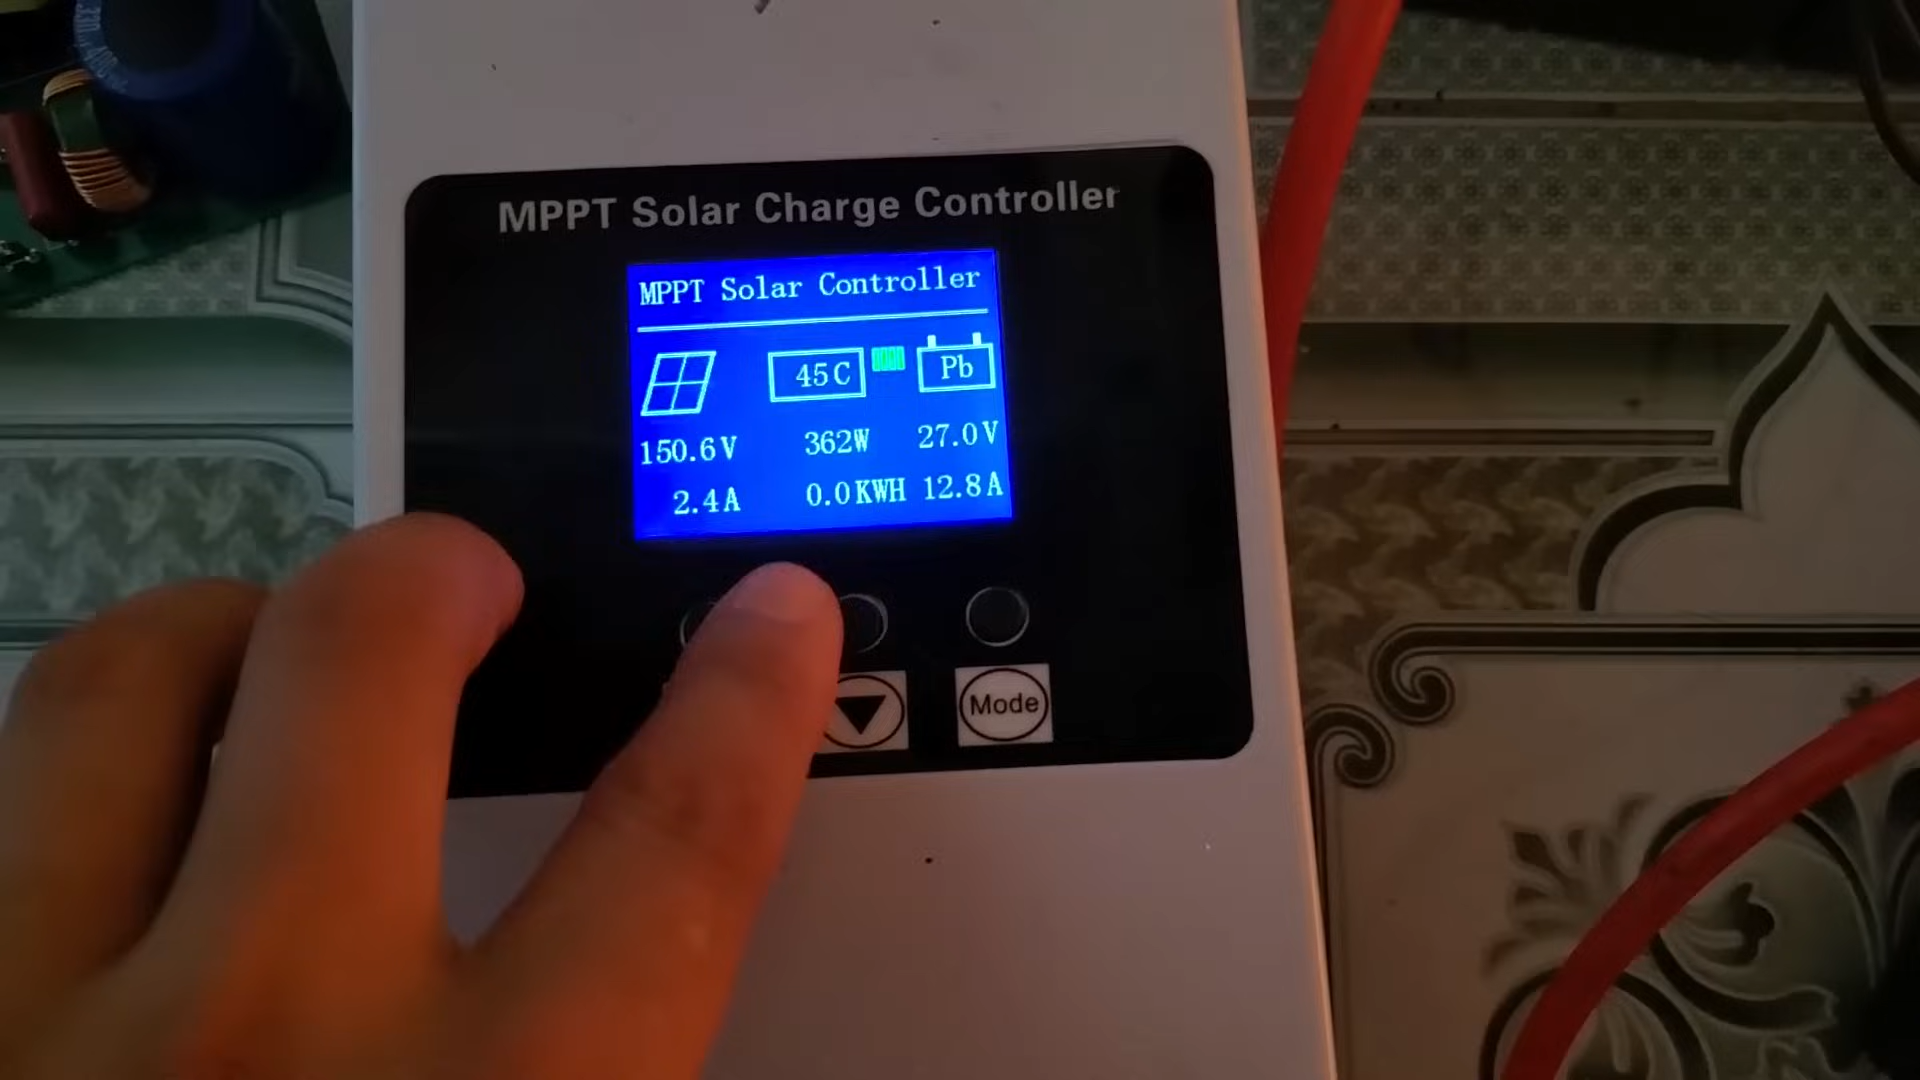 MPPT Solar Charge Controller
MPPT Solar Controller
45C
Pb
150.6V
362W
27.0V
2.4A
0.0KWH
12.8A
Mode